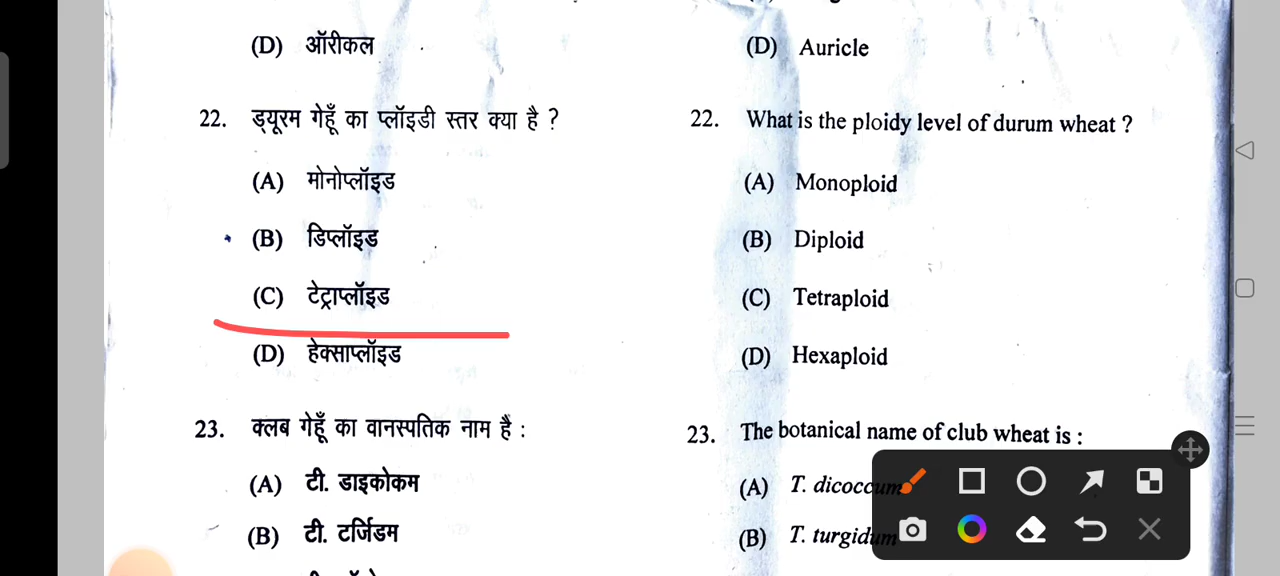 (D) ऑरीकल
22. ड्यूरम गेहूँ का प्लॉइडी स्तर क्या है ?
(A) मोनोप्लॉइड
(B) डिप्लॉइड
(C) टेट्राप्लॉइड
(D) हेक्साप्लॉइड
23. क्लब गेहूँ का वानस्पतिक नाम है :
(A) टी. डाइकोकम
(B) टी. टर्जिडम
(D) Auricle
22. What is the ploidy level of durum wheat ?
(A) Monoploid
(B) Diploid
(C) Tetraploid
(D) Hexaploid
23. The botanical name of club wheat is :
(A) T. dicoccum
(B) T. turgidum